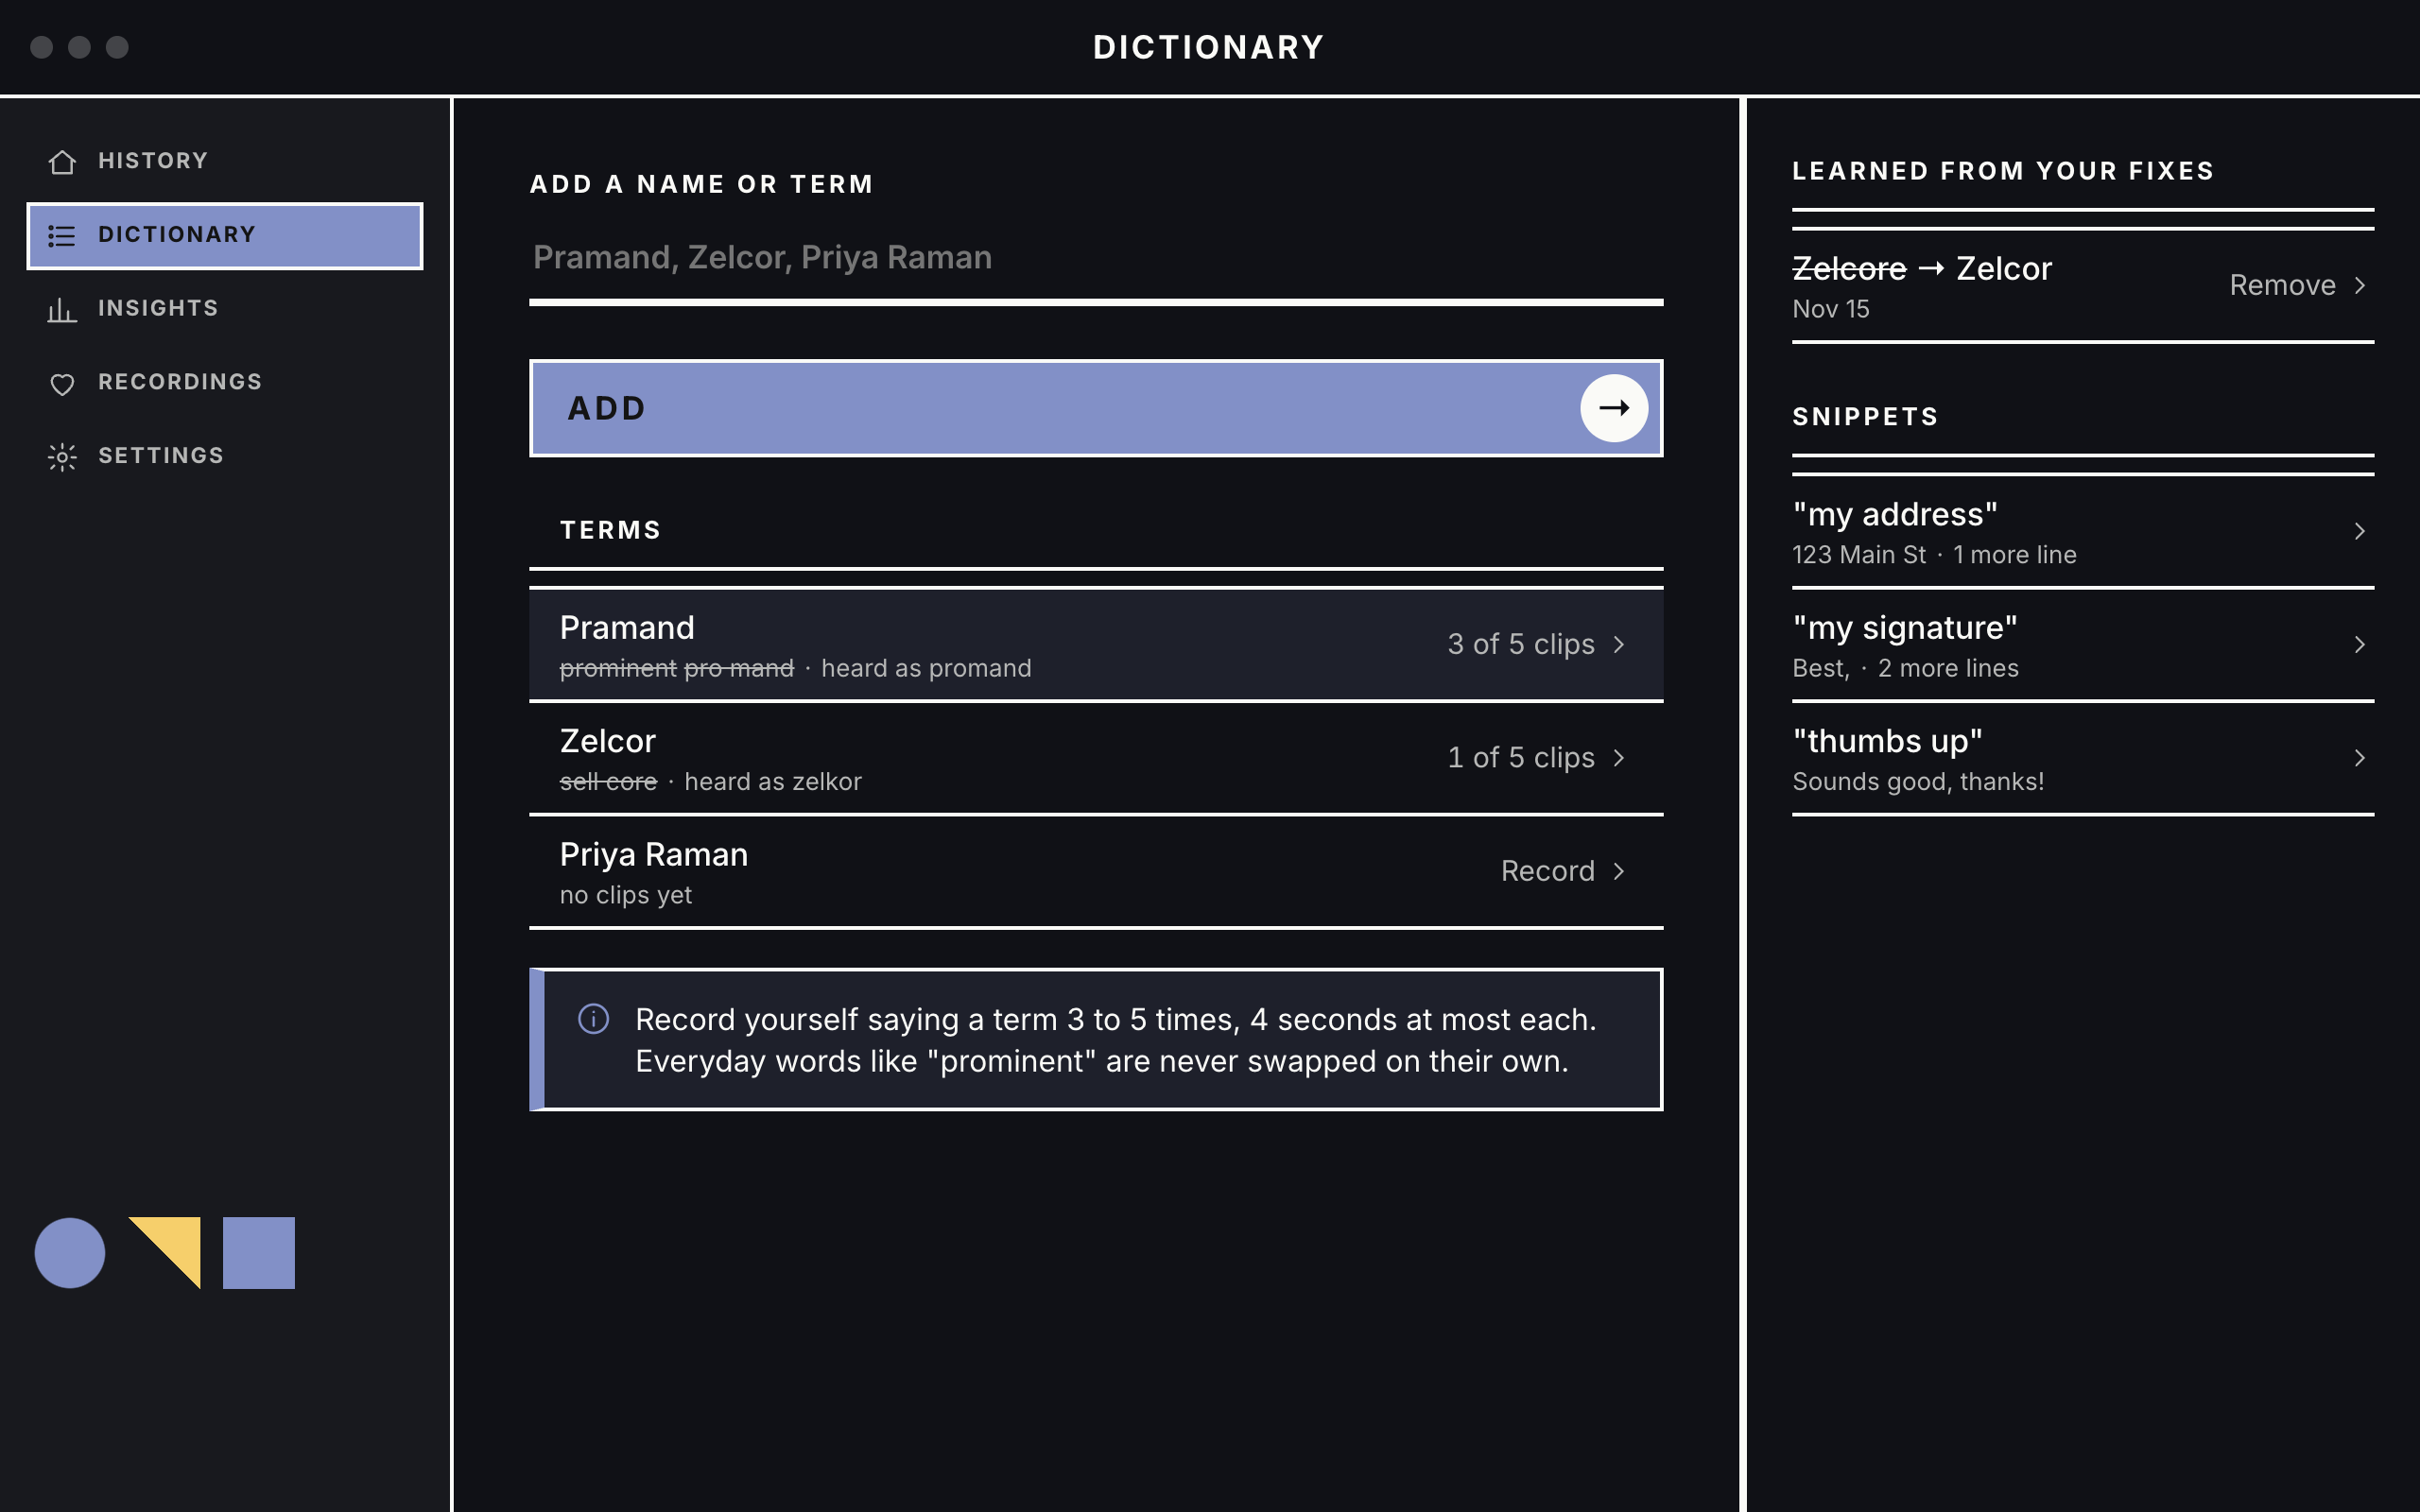 DICTIONARY
HISTORY
DICTIONARY
INSIGHTS
RECORDINGS
SETTINGS
ADD A NAME OR TERM
Pramand, Zelcor, Priya Raman
ADD →
TERMS
Pramand
prominent pro mand · heard as promand
3 of 5 clips
Zelcor
sell core · heard as zelkor
1 of 5 clips
Priya Raman
no clips yet
Record
Record yourself saying a term 3 to 5 times, 4 seconds at most each.
Everyday words like "prominent" are never swapped on their own.
LEARNED FROM YOUR FIXES
Zelcore → Zelcor
Nov 15
Remove
SNIPPETS
"my address"
123 Main St · 1 more line
"my signature"
Best, · 2 more lines
"thumbs up"
Sounds good, thanks!